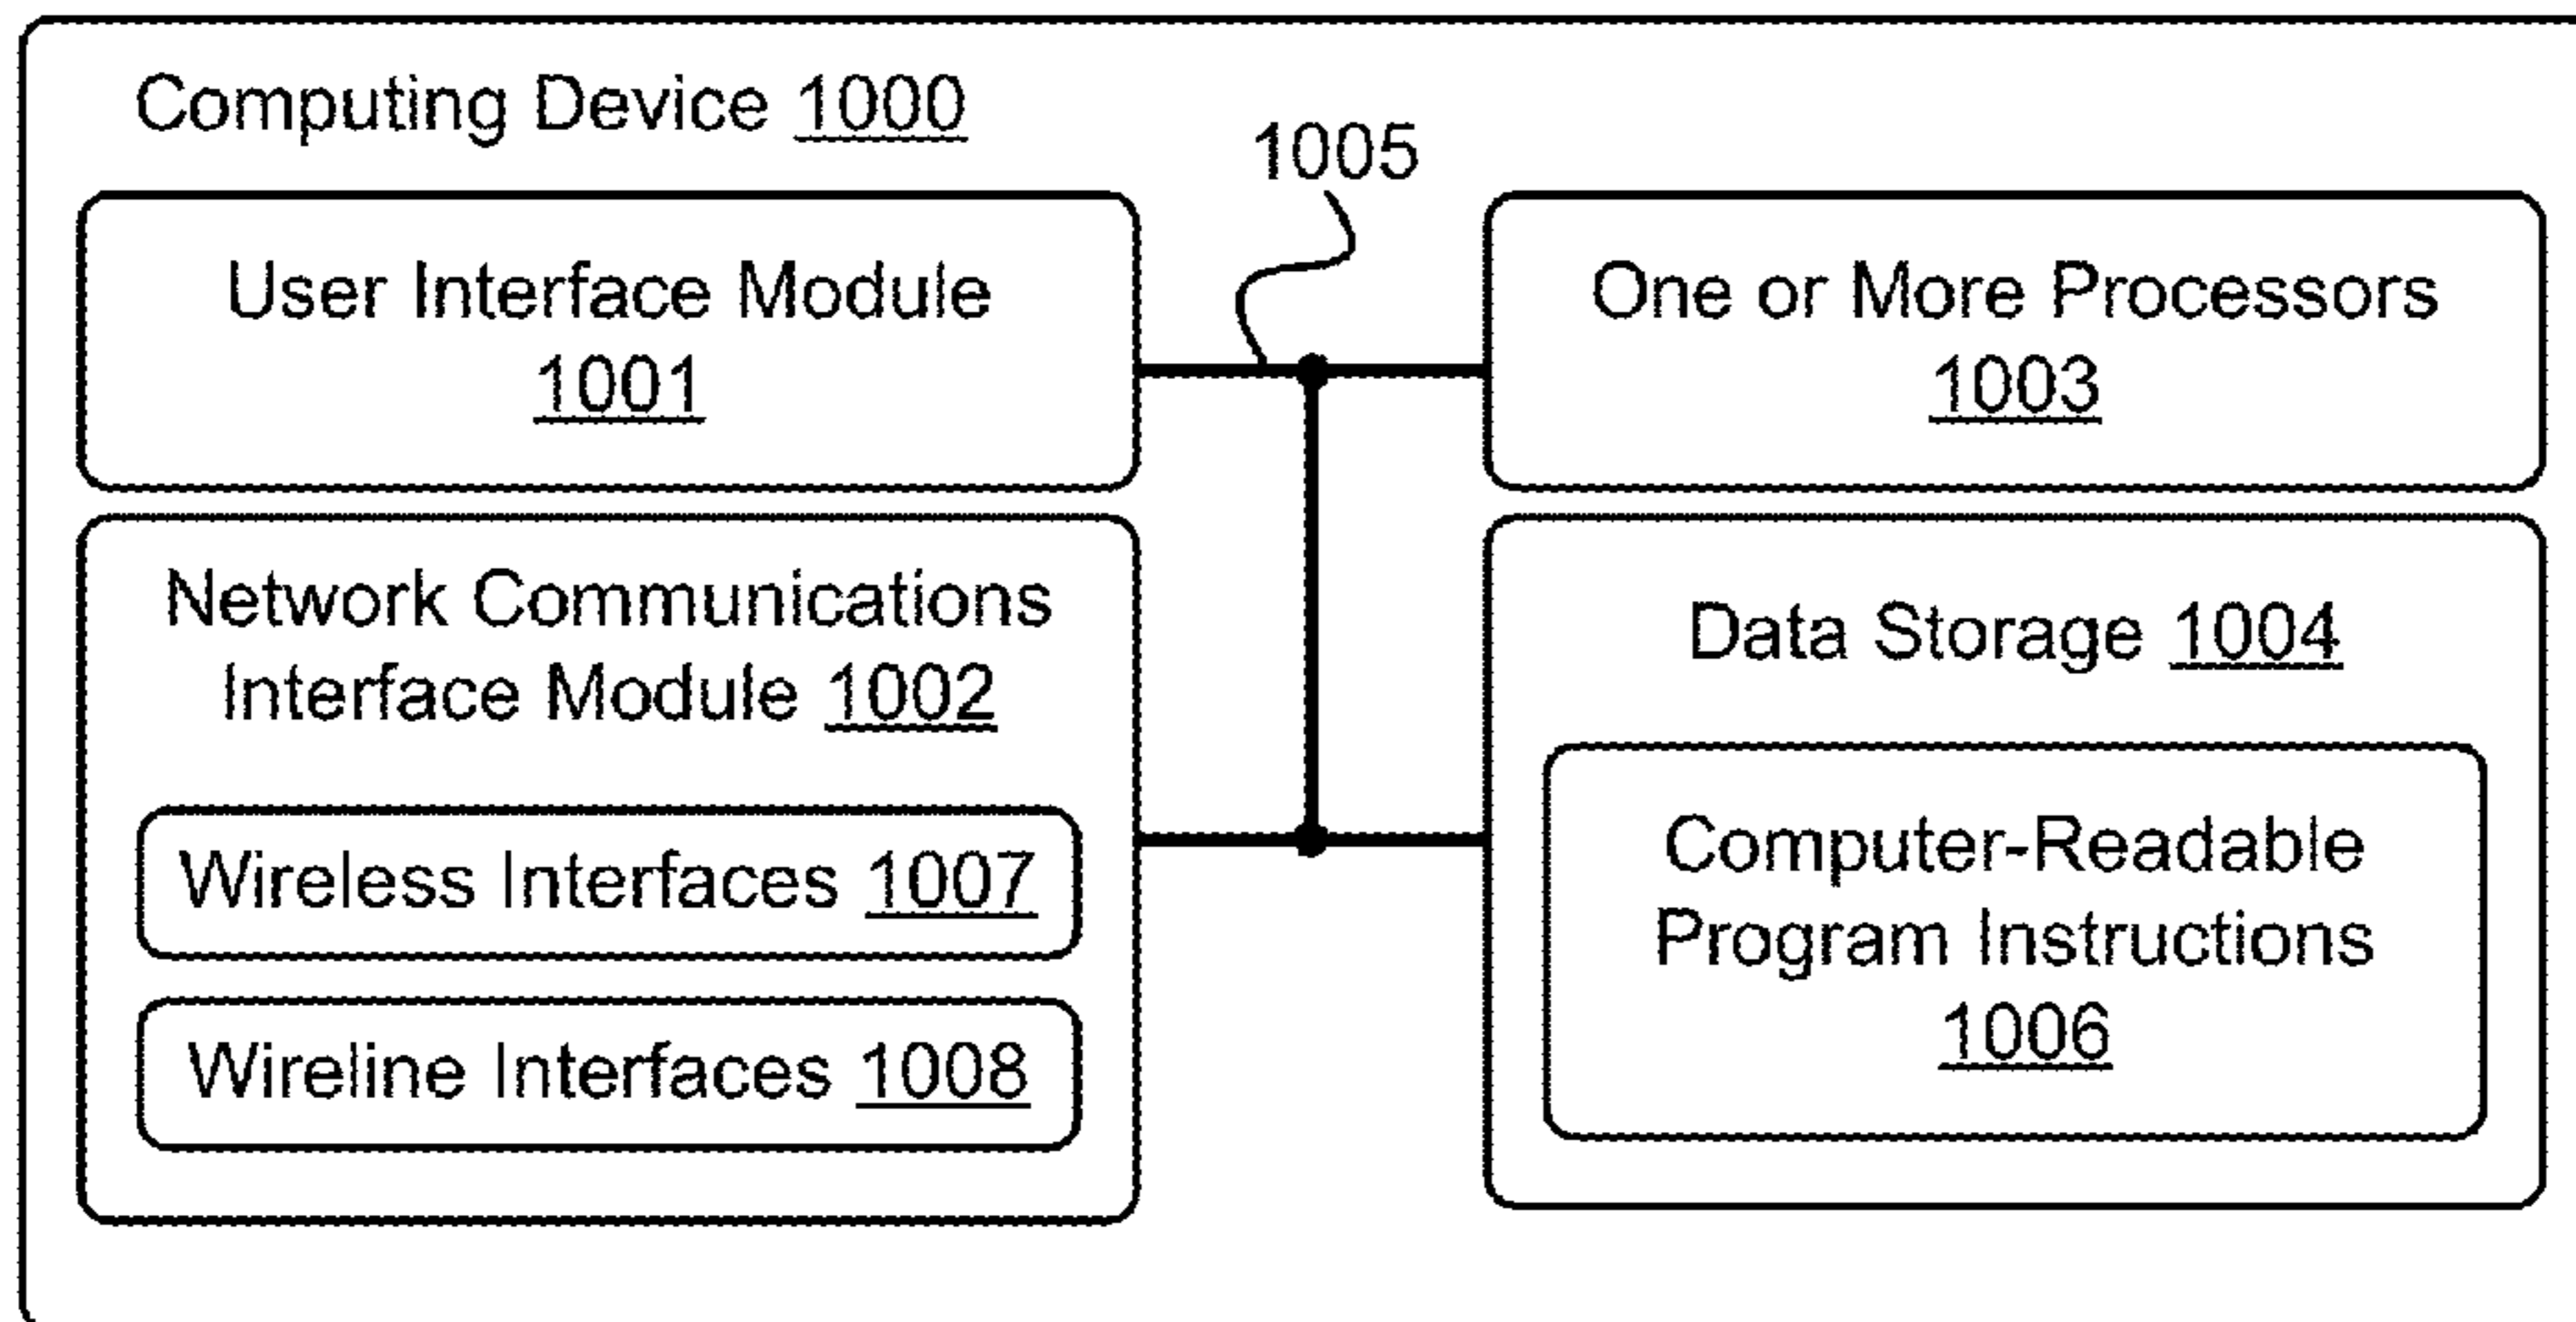 Computing Device 1000
1005
User Interface Module
1001
One or More Processors
1003
Network Communications
Interface Module 1002
Wireless Interfaces 1007
Wireline Interfaces 1008
Data Storage 1004
Computer-Readable
Program Instructions
1006